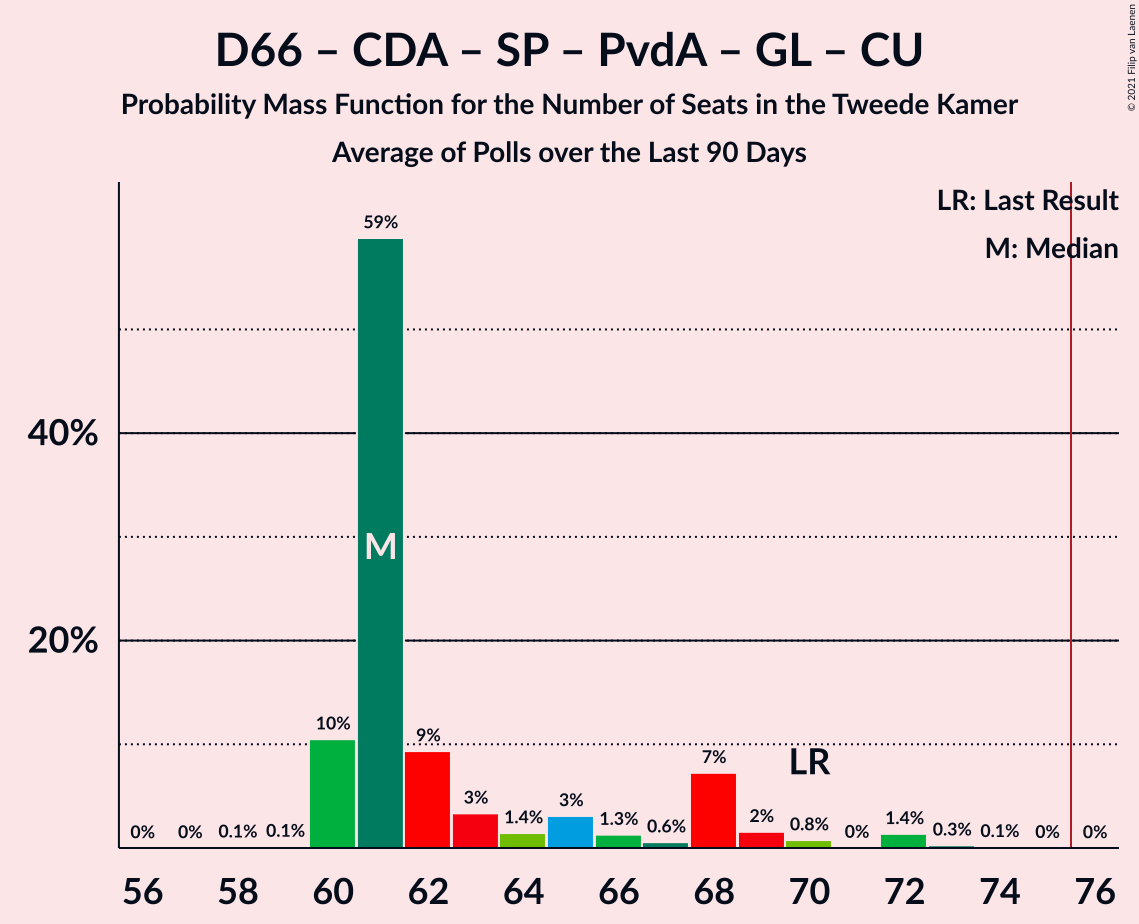 D66 – CDA – SP – PvdA – GL – CU
Probability Mass Function for the Number of Seats in the Tweede Kamer
Average of Polls over the Last 90 Days
© 2021 Filip van Laenen
LR: Last Result
M: Median
59%
40%
M
20%
10%
9%
7%
LR
3%
3%
2%
1.4%
1.3%
0.6%
0.8%
1.4%
0%
0%
0.1%
0.1%
0%
0.3%
0.1%
0%
0%
56 58 60 62 64 66 68 70 72 74 76